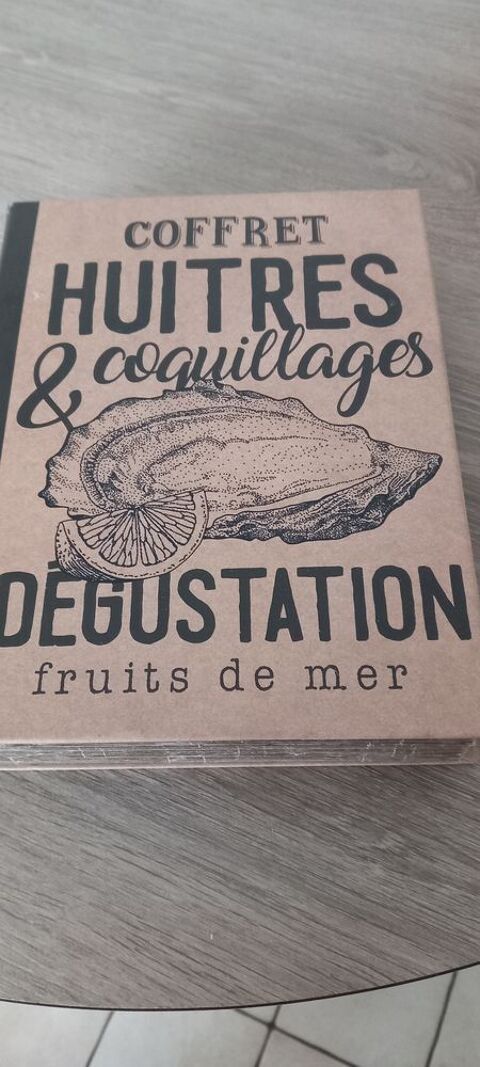 COFFRET
HUITRES
& coquillages
DÉGUSTATION
fruits de mer